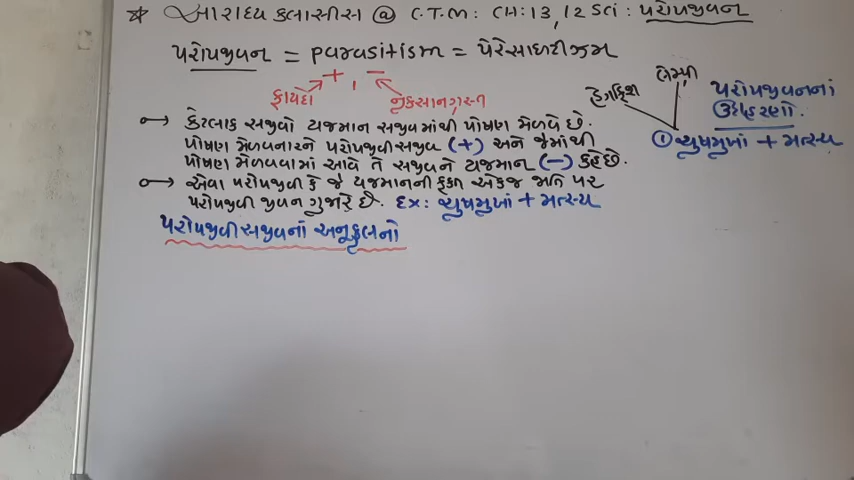 * આરાધ્ય ક્લાસીસ @ C.T.M: CH:13, 12 Sci: પરોપજીવન
પરોપજીવન = parasitism = પેરેસાઇટીઝમ
+ , -
ફાયદો નુકસાનગ્રસ્ત
કેટલાક સજીવો યજમાન સજીવમાંથી પોષણ મેળવે છે.
પોષણ મેળવનારને પરોપજીવી સજીવ (+) અને જેમાંથી
પોષણ મેળવવામાં આવે તે સજીવને યજમાન (-) કહે છે.
એવા પરોપજીવી કે જે યજમાનની ફક્ત એકજ જાતિ પર
પરોપજીવી જીવન ગુજારે છે. Ex: ચુષમુખાં + મત્સ્ય
પરોપજીવી સજીવનાં અનુકુલનો
હેગફિશ લેમ્પ્રી
પરોપજીવનનાં
ઉદાહરણો.
① ચુષમુખાં + મત્સ્ય